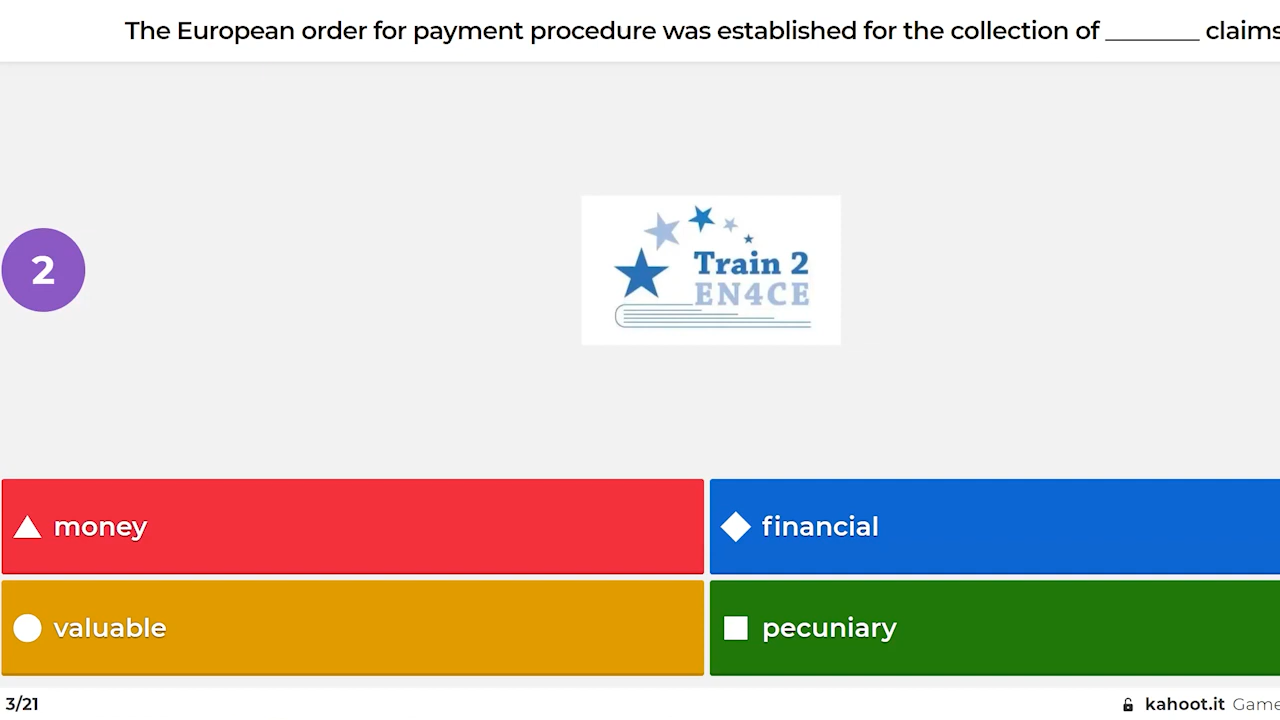 The European order for payment procedure was established for the collection of ________ claims
2
Train 2
EN4CE
money
financial
valuable
pecuniary
3/21
kahoot.it Game